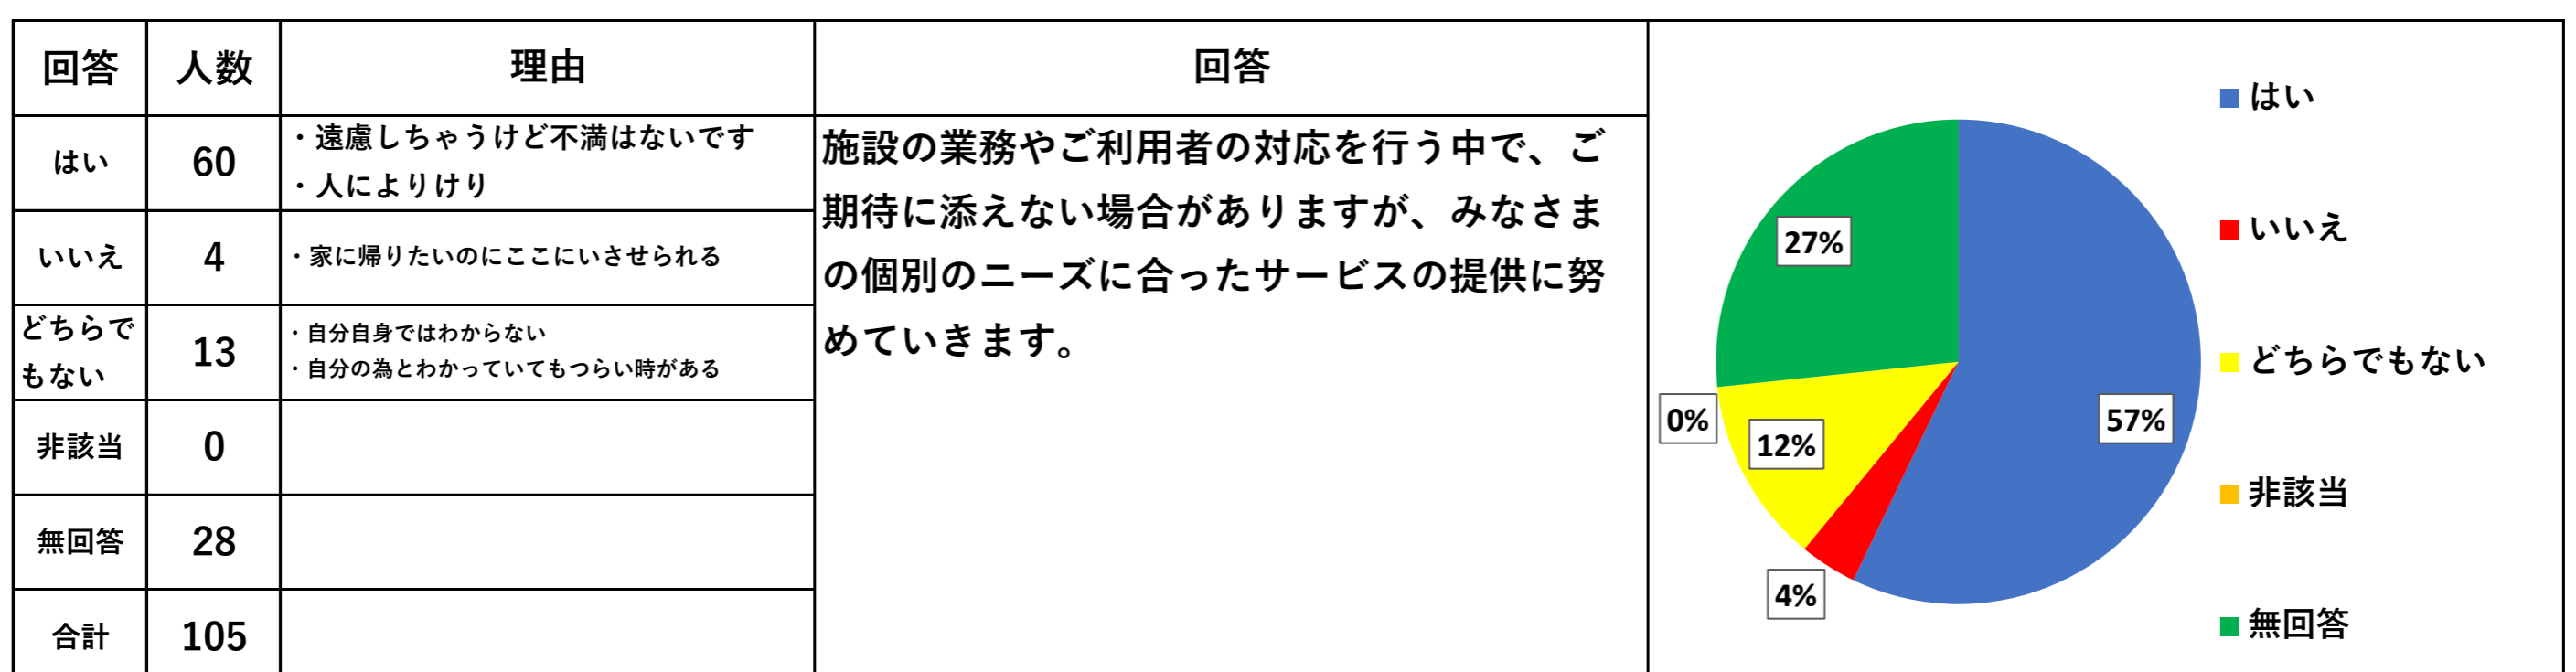 回答 人数 理由 回答
はい 60 ・遠慮しちゃうけど不満はないです
・人によりけり
いいえ 4 ・家に帰りたいのにここにいさせられる
どちらで
もない
13
・自分自身ではわからない
・自分の為とわかっていてもつらい時がある
非該当 0
無回答 28
合計 105
施設の業務やご利用者の対応を行う中で、ご
期待に添えない場合がありますが、みなさま
の個別のニーズに合ったサービスの提供に努
めていきます。
27%
0%
12%
4%
57%
はい
いいえ
どちらでもない
非該当
無回答